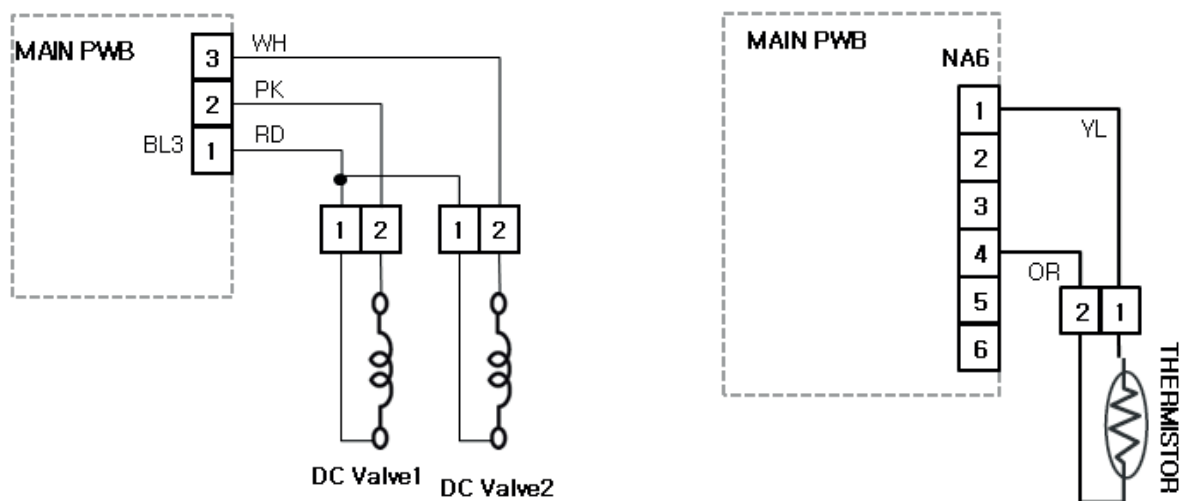 MAIN PWB
3
WH
2
PK
BL3
1
RD
1
2
1
2
DC Valve1
DC Valve2
MAIN PWB
NA6
1
YL
2
3
4
OR
5
6
2
1
THERMISTOR